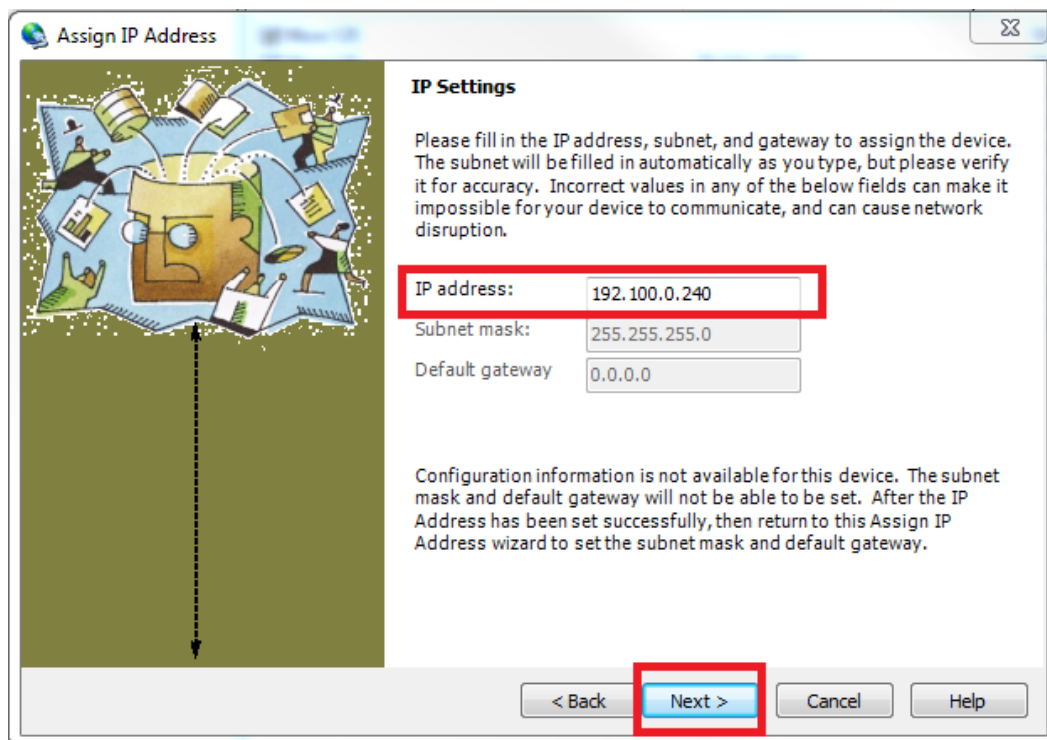 Assign IP Address
IP Settings
Please fill in the IP address, subnet, and gateway to assign the device.
The subnet will be filled in automatically as you type, but please verify
it for accuracy. Incorrect values in any of the below fields can make it
impossible for your device to communicate, and can cause network
disruption.
IP address: 192.100.0.240
Subnet mask: 255.255.255.0
Default gateway 0.0.0.0
Configuration information is not available for this device. The subnet
mask and default gateway will not be able to be set. After the IP
Address has been set successfully, then return to this Assign IP
Address wizard to set the subnet mask and default gateway.
< Back Next > Cancel Help